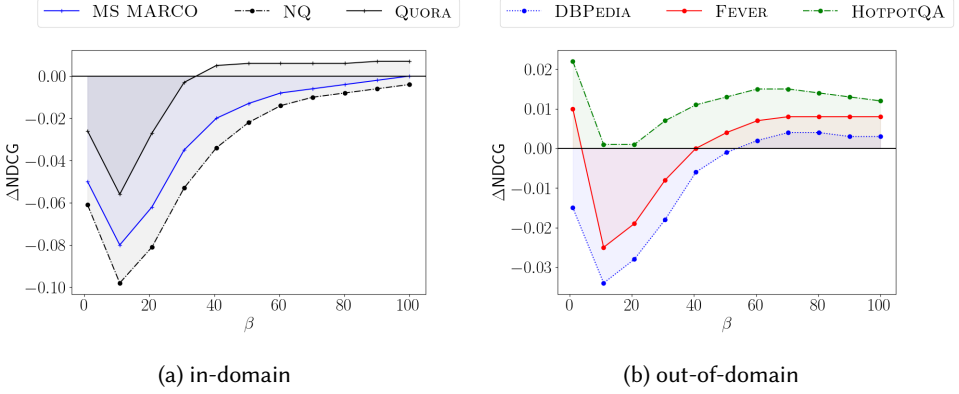 MS MARCO
NQ
QUORA
DBPEDIA
FEVER
HOTPOTQA
0.00
−0.02
−0.04
−0.06
−0.08
−0.10
ΔNDCG
0
20
40
60
80
100
β
0.02
0.01
0.00
−0.01
−0.02
−0.03
ΔNDCG
0
20
40
60
80
100
β
(a) in-domain
(b) out-of-domain